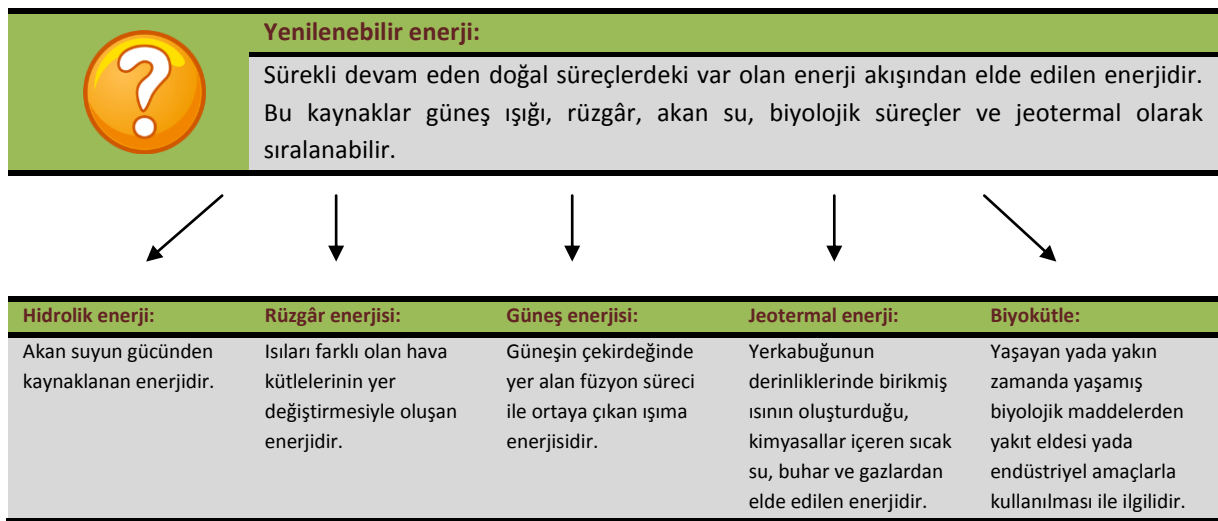 ?
Yenilenebilir enerji:
Sürekli devam eden doğal süreçlerdeki var olan enerji akışından elde edilen enerjidir.
Bu kaynaklar güneş ışığı, rüzgâr, akan su, biyolojik süreçler ve jeotermal olarak
sıralanabilir.
Hidrolik enerji:
Akan suyun gücünden
kaynaklanan enerjidir.
Rüzgâr enerjisi:
Isıları farklı olan hava
kütlelerinin yer
değiştirmesiyle oluşan
enerjidir.
Güneş enerjisi:
Güneşin çekirdeğinde
yer alan füzyon süreci
ile ortaya çıkan ışıma
enerjisidir.
Jeotermal enerji:
Yerkabuğunun
derinliklerinde birikmiş
ısının oluşturduğu,
kimyasallar içeren sıcak
su, buhar ve gazlardan
elde edilen enerjidir.
Biyokütle:
Yaşayan yada yakın
zamanda yaşamış
biyolojik maddelerden
yakıt eldesi yada
endüstriyel amaçlarla
kullanılması ile ilgilidir.